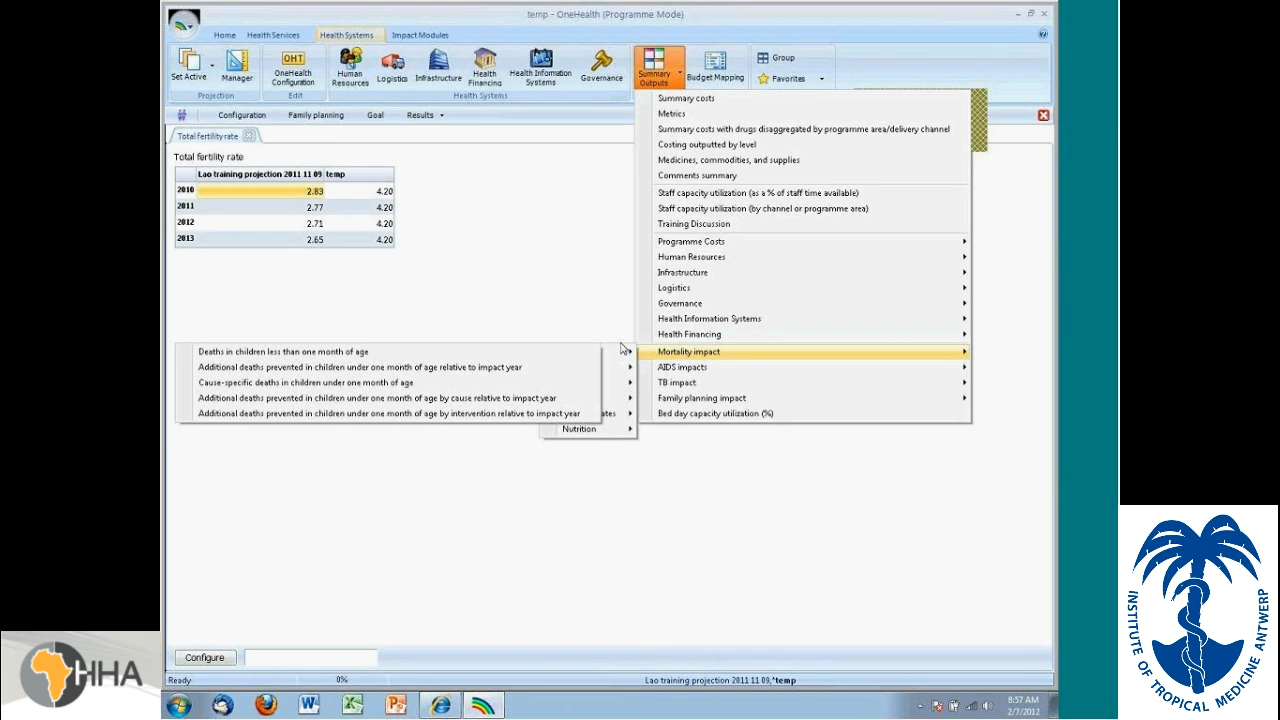 temp - OneHealth (Programme Mode)
Home Health Services Health Systems Impact Modules
Set Active
Manager
OHT
OneHealth Configuration
Human Resources
Logistics
Infrastructure
Health Financing
Health Information Systems
Governance
Summary Outputs
Budget Mapping
Group
Favorites
Projection Edit Health Systems
Configuration Family planning Goal Results
Total fertility rate
Total fertility rate
Lao training projection 2011 11 09 temp
2010 2.83 4.20
2011 2.77 4.20
2012 2.71 4.20
2013 2.65 4.20
Summary costs
Metrics
Summary costs with drugs disaggregated by programme area/delivery channel
Costing outputted by level
Medicines, commodities, and supplies
Comments summary
Staff capacity utilization (as a % of staff time available)
Staff capacity utilization (by channel or programme area)
Training Discussion
Programme Costs
Human Resources
Infrastructure
Logistics
Governance
Health Information Systems
Health Financing
Mortality impact
AIDS impacts
TB impact
Family planning impact
Bed day capacity utilization (%)
Deaths in children less than one month of age
Additional deaths prevented in children under one month of age relative to impact year
Cause-specific deaths in children under one month of age
Additional deaths prevented in children under one month of age by cause relative to impact year
Additional deaths prevented in children under one month of age by intervention relative to impact year
Nutrition
Configure
Ready 0% Lao training projection 2011 11 09,*temp
8:57 AM
2/7/2012
HHA
INSTITUTE OF TROPICAL MEDICINE ANTWERP